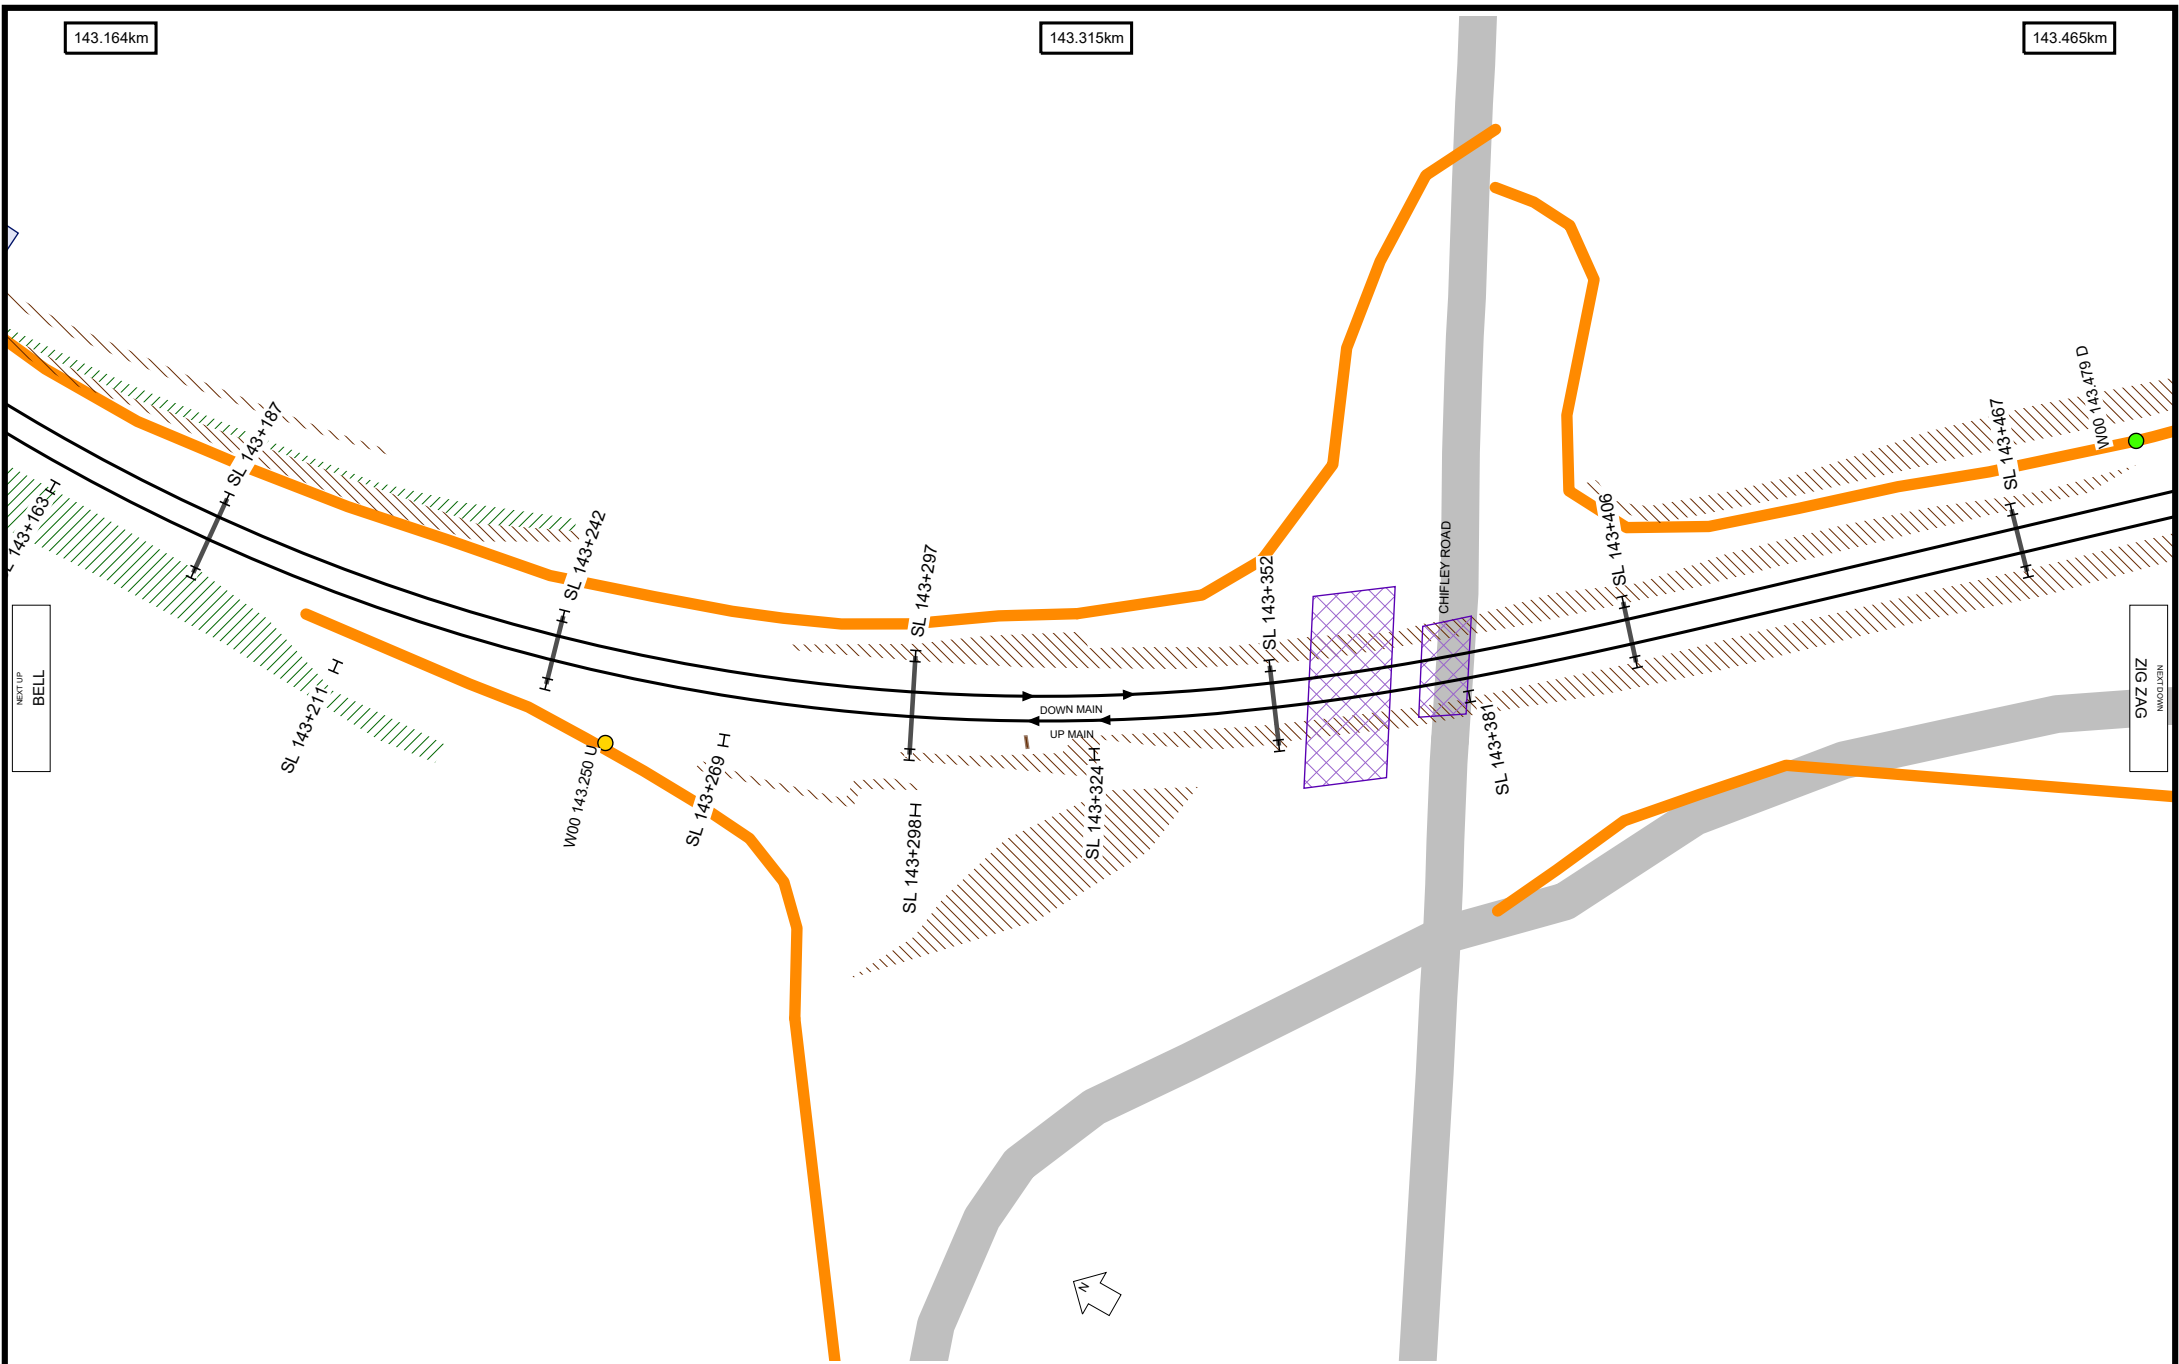 143.164km
143.315km
143.465km
W00 143.479 D
SL 143+187
SL 143+467
143+163
SL 143+242
SL 143+406
CHIFLEY ROAD
SL 143+297
SL 143+352
NEXT UP
BELL
NEXT DOWN
ZIG ZAG
SL 143+211
DOWN MAIN
UP MAIN
SL 143+381
W00 143.250 U
SL 143+269
SL 143+324
SL 143+298
N